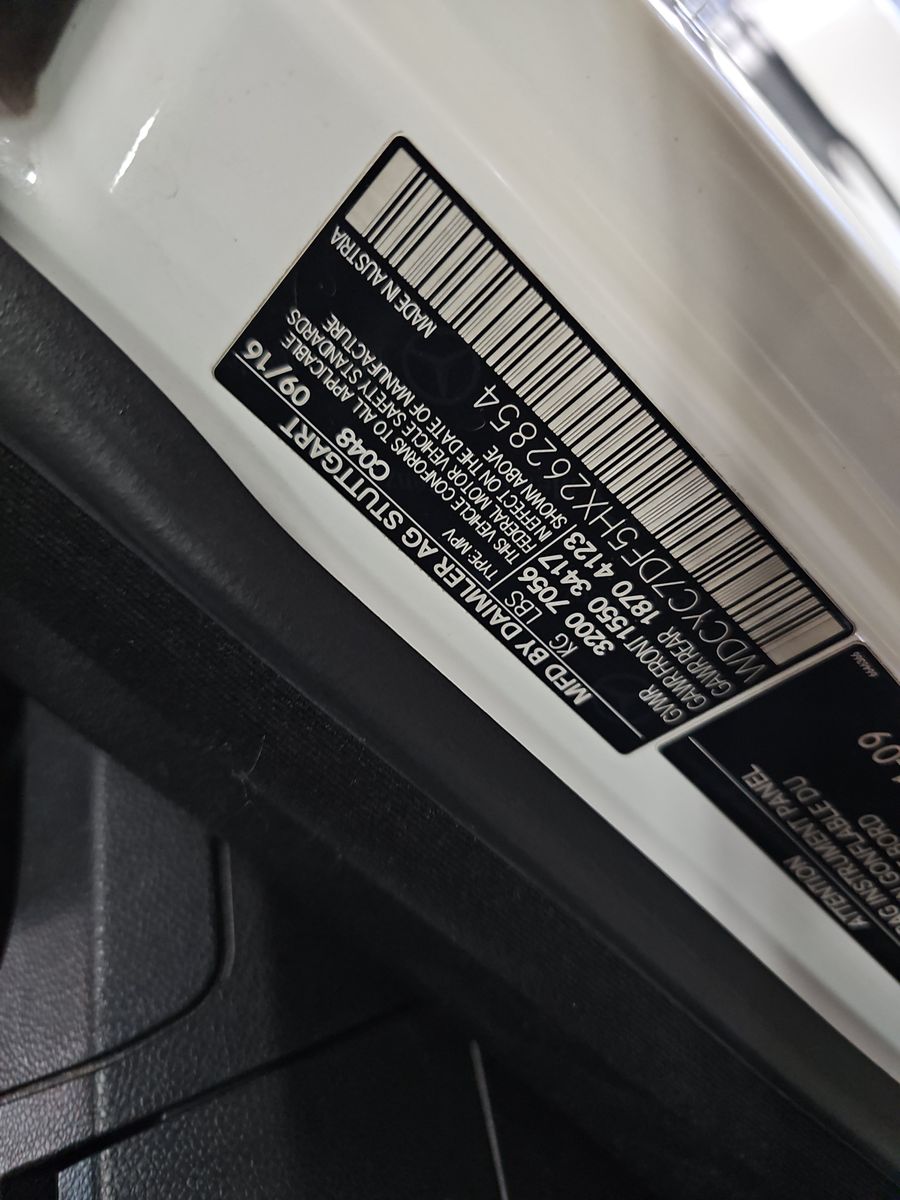 MFD BY DAIMLER AG STUTTGART 09/16
KG LBS TYPE: MPV C048
GVWR 3200 7056 THIS VEHICLE CONFORMS TO ALL APPLICABLE
GAWR/FRONT 1550 3417 FEDERAL MOTOR VEHICLE SAFETY STANDARDS
GAWR/REAR 1870 4123 IN EFFECT ON THE DATE OF MANUFACTURE
SHOWN ABOVE
WDCYC7DF5HX262854 MADE IN AUSTRIA
ATTENTION
INSTRUMENT PANEL
GONFLABLE DU